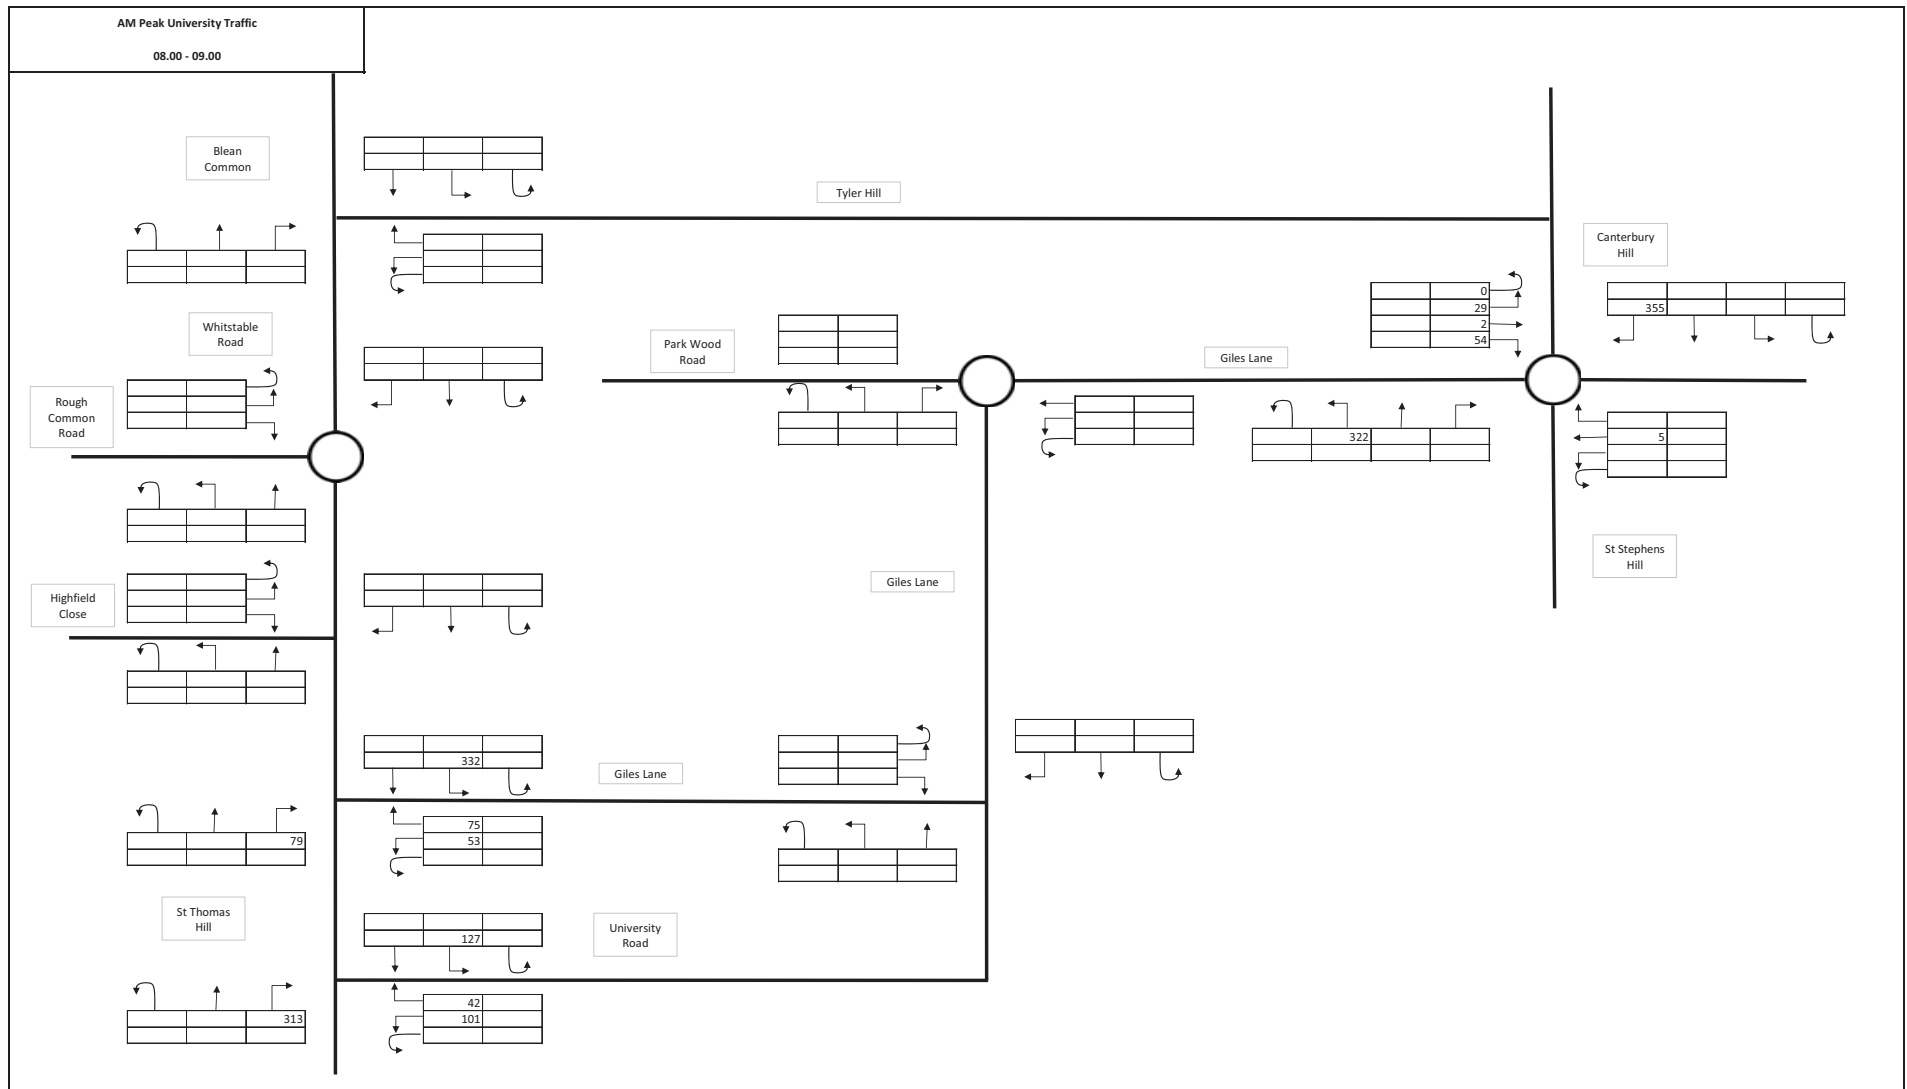 AM Peak University Traffic
08.00 - 09.00
Blean
Common
Tyler Hill
Canterbury
Hill
Whitstable
Road
Park Wood
Road
Giles Lane
0
29
2
54
355
Rough
Common
Road
322
5
St Stephens
Hill
Highfield
Close
Giles Lane
332
Giles Lane
79
75
53
St Thomas
Hill
127
University
Road
313
42
101